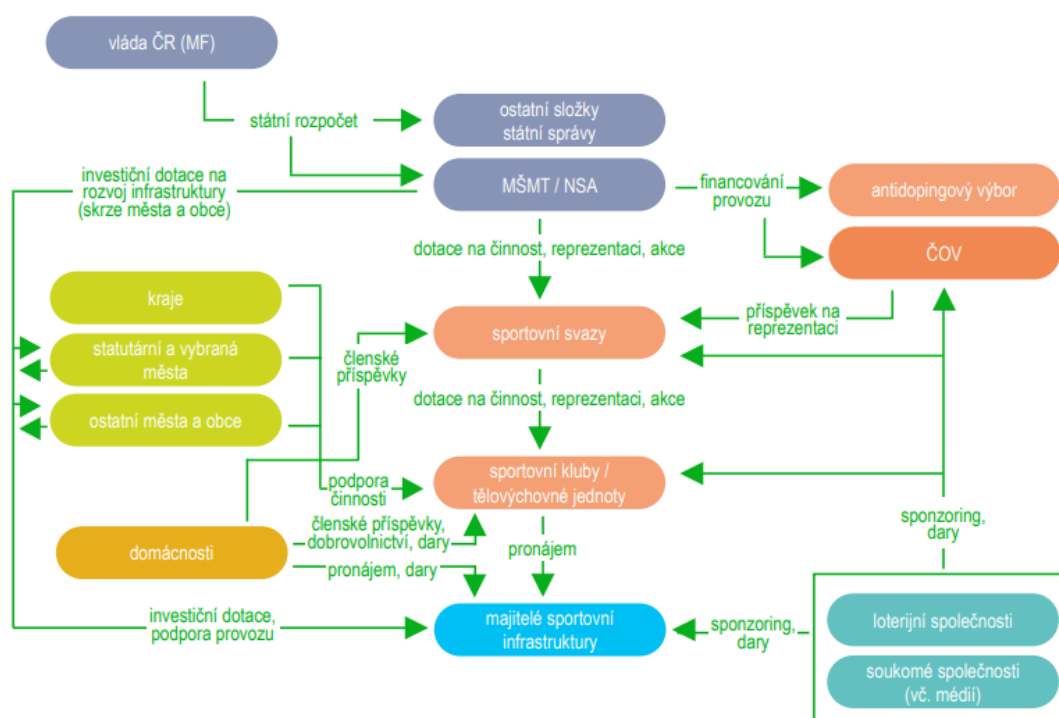 vláda ČR (MF)
státní rozpočet
ostatní složky
státní správy
investiční dotace na
rozvoj infrastruktury
(skrze města a obce)
MŠMT / NSA
financování
provozu
antidopingový výbor
dotace na činnost, reprezentaci, akce
ČOV
kraje
příspěvek na
reprezentaci
sportovní svazy
statutární a vybraná
města
členské
příspěvky
dotace na činnost, reprezentaci, akce
ostatní města a obce
sportovní kluby /
tělovýchovné jednoty
podpora
činnosti
sponzoring,
dary
členské příspěvky,
dobrovolnictví, dary
domácnosti
pronájem
pronájem, dary
investiční dotace,
podpora provozu
majitelé sportovní
infrastruktury
sponzoring,
dary
loterijní společnosti
soukomé společnosti
(vč. médií)